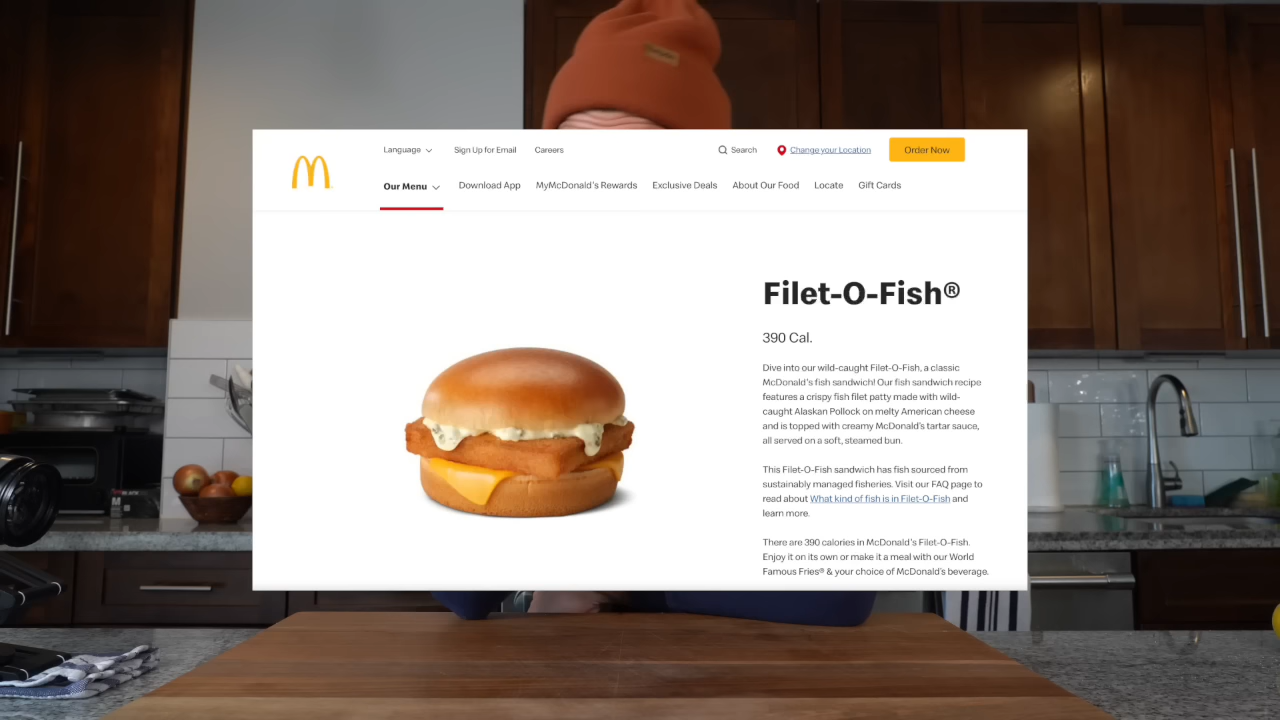 Language
Sign Up for Email
Careers
Search
Change your Location
Order Now
Our Menu
Download App
MyMcDonald's Rewards
Exclusive Deals
About Our Food
Locate
Gift Cards
Filet-O-Fish®
390 Cal.
Dive into our wild-caught Filet-O-Fish, a classic
McDonald's fish sandwich! Our fish sandwich recipe
features a crispy fish filet patty made with wild-
caught Alaskan Pollock on melty American cheese
and is topped with creamy McDonald's tartar sauce,
all served on a soft, steamed bun.
This Filet-O-Fish sandwich has fish sourced from
sustainably managed fisheries. Visit our FAQ page to
read about What kind of fish is in Filet-O-Fish and
learn more.
There are 390 calories in McDonald's Filet-O-Fish.
Enjoy it on its own or make it a meal with our World
Famous Fries® & your choice of McDonald's beverage.